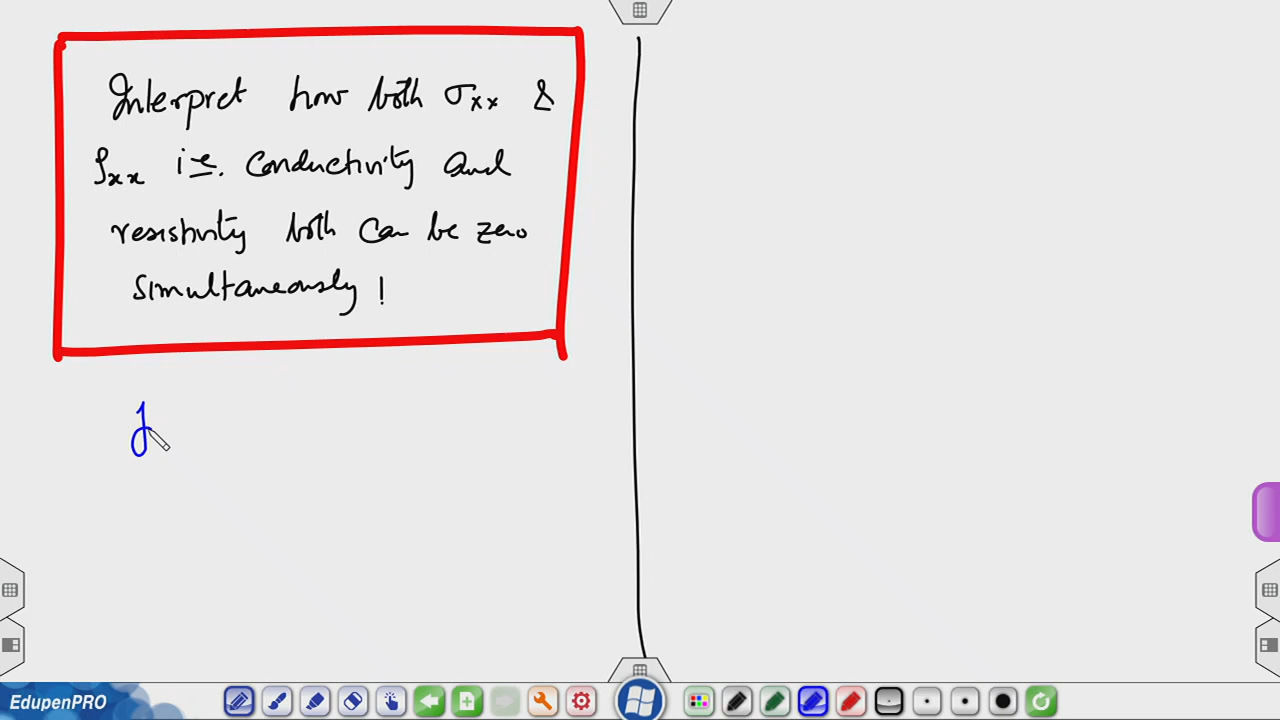 Interpret how both σxx &
ρxx i.e. Conductivity and
resistivity both can be zero
simultaneously !
J
EdupenPRO